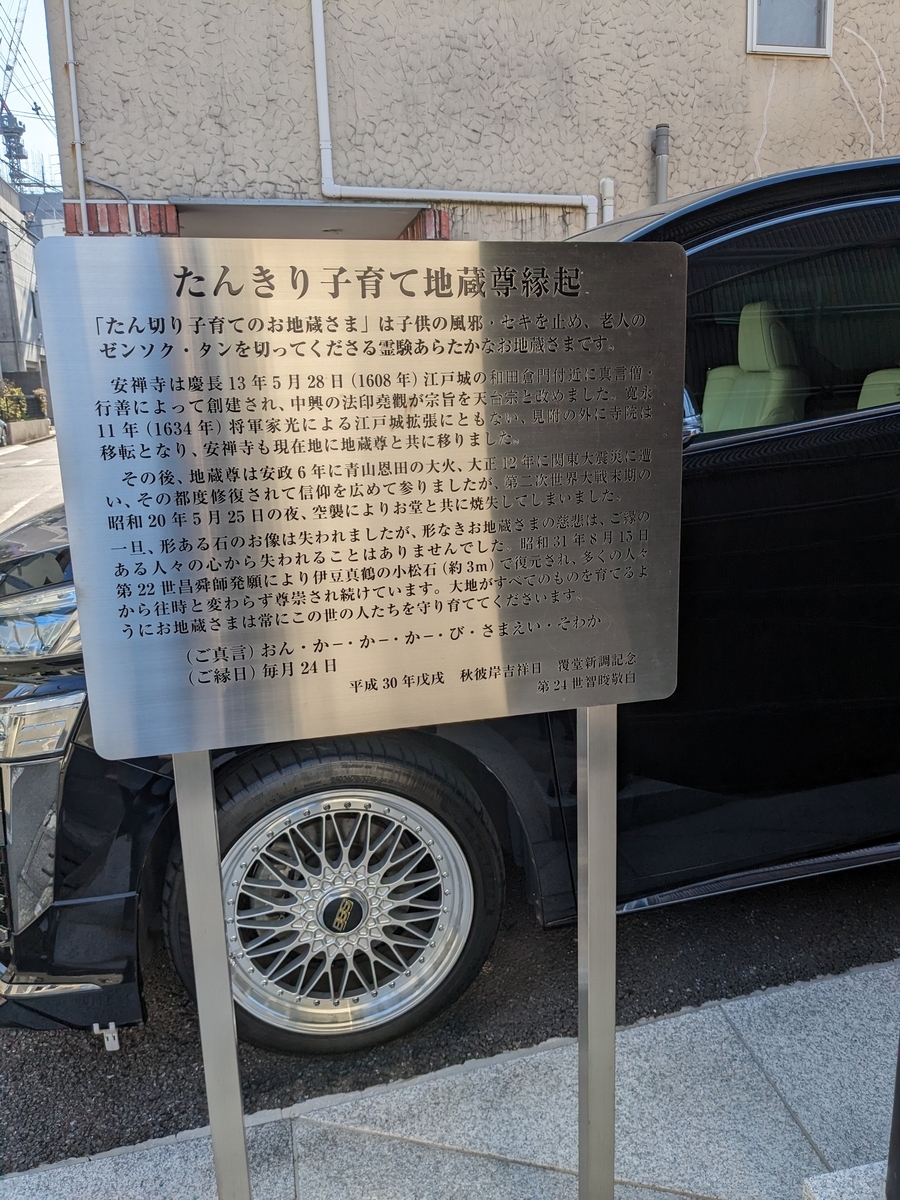 たんきり子育て地蔵尊縁起
「たん切り子育てのお地蔵さま」は子供の風邪・セキを止め、老人の
ゼンソク・タンを切ってくださる霊験あらたかなお地蔵さまです。
安禅寺は慶長13年5月28日(1608年)江戸城の和田倉門付近に真言僧・
行善によって創建され、中興の法印堯観が宗旨を天台宗と改めました。寛永
11年(1634年)将軍家光による江戸城拡張にともない、見附の外に寺院は
移転となり、安禅寺も現在地に地蔵尊と共に移りました。
その後、地蔵尊は安政6年に青山恩田の大火、大正12年に関東大震災に遭
い、その都度修復されて信仰を広めて参りましたが、第二次世界大戦末期の
昭和20年5月25日の夜、空襲によりお堂と共に焼失してしまいました。
一旦、形ある石のお像は失われましたが、形なきお地蔵さまの慈悲は、ご縁の
ある人々の心から失われることはありませんでした。昭和31年8月15日
第22世昌舜師発願により伊豆真鶴の小松石(約3m)で復元され、多くの人々
から往時と変わらず尊崇され続けています。大地がすべてのものを育てるよ
うにお地蔵さまは常にこの世の人たちを守り育ててくださいます。
(ご真言)おん・かー・かー・かー・び・さまえい・そわか
(ご縁日)毎月24日
平成30年戊戌 秋彼岸吉祥日 覆堂新調記念
第24世智晙敬白
BBS